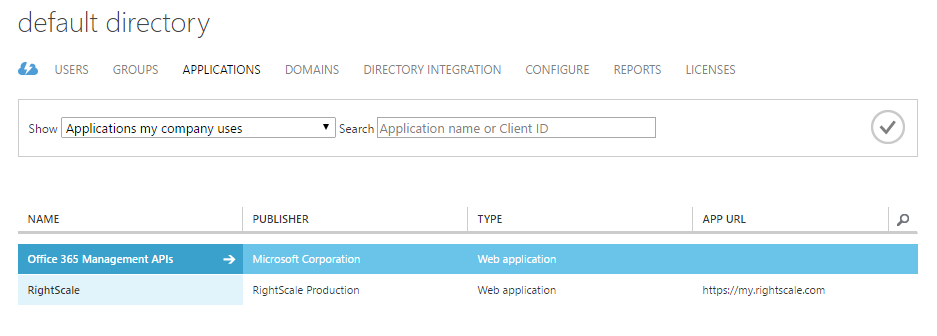 default directory
USERS GROUPS APPLICATIONS DOMAINS DIRECTORY INTEGRATION CONFIGURE REPORTS LICENSES
Show Applications my company uses Search Application name or Client ID
NAME PUBLISHER TYPE APP URL
Office 365 Management APIs Microsoft Corporation Web application
RightScale RightScale Production Web application https://my.rightscale.com